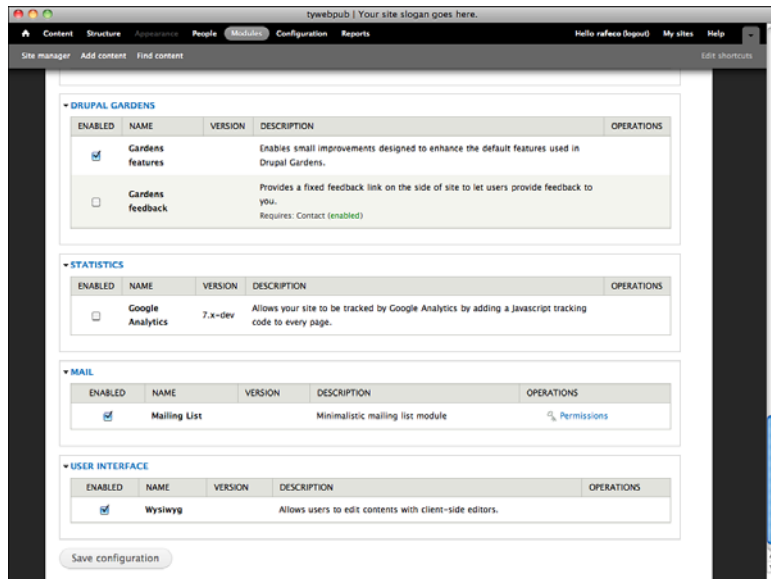 tywebpub | Your site slogan goes here.
Content Structure Appearance People Modules Configuration Reports Hello rafeco (logout) My sites Help
Site manager Add content Find content Edit shortcuts
DRUPAL GARDENS
ENABLED NAME VERSION DESCRIPTION OPERATIONS
Gardens features Enables small improvements designed to enhance the default features used in
Drupal Gardens.
Gardens feedback Provides a fixed feedback link on the side of site to let users provide feedback to
you.
Requires: Contact (enabled)
STATISTICS
ENABLED NAME VERSION DESCRIPTION OPERATIONS
Google Analytics 7.x-dev Allows your site to be tracked by Google Analytics by adding a Javascript tracking
code to every page.
MAIL
ENABLED NAME VERSION DESCRIPTION OPERATIONS
Mailing List Minimalistic mailing list module Permissions
USER INTERFACE
ENABLED NAME VERSION DESCRIPTION OPERATIONS
Wysiwyg Allows users to edit contents with client-side editors.
Save configuration